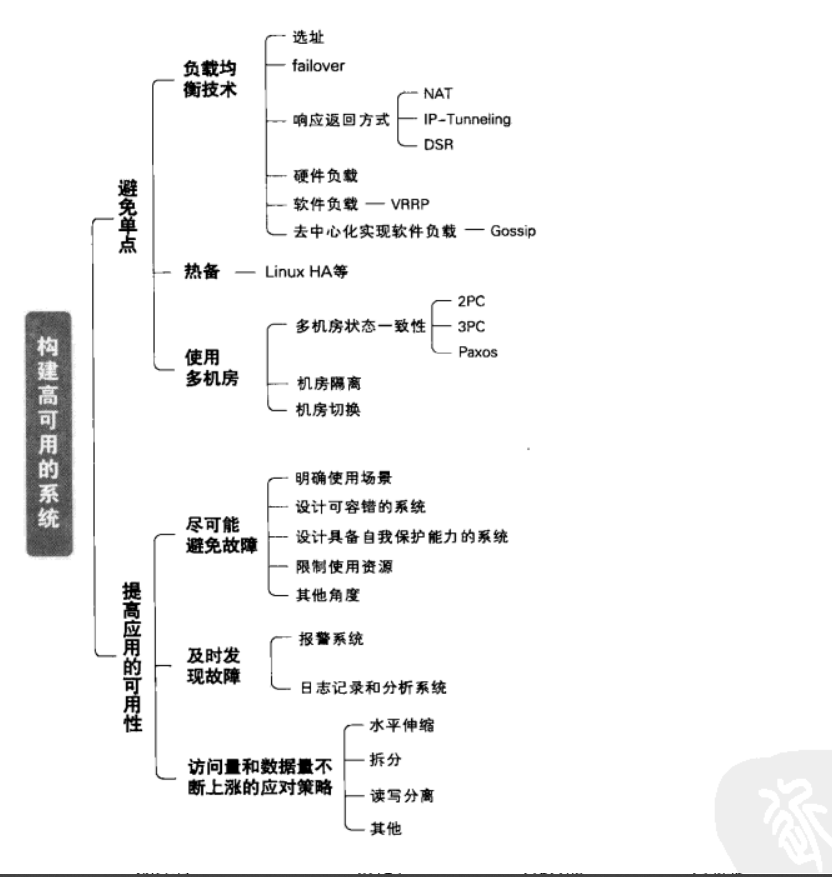 构建高可用的系统
避免单点
负载均
衡技术
选址
failover
响应返回方式
NAT
IP-Tunneling
DSR
硬件负载
软件负载
VRRP
去中心化实现软件负载
Gossip
热备
Linux HA等
使用
多机房
多机房状态一致性
2PC
3PC
Paxos
机房隔离
机房切换
提高应用的可用性
尽可能
避免故障
明确使用场景
设计可容错的系统
设计具备自我保护能力的系统
限制使用资源
其他角度
及时发
现故障
报警系统
日志记录和分析系统
访问量和数据量不
断上涨的应对策略
水平伸缩
拆分
读写分离
其他